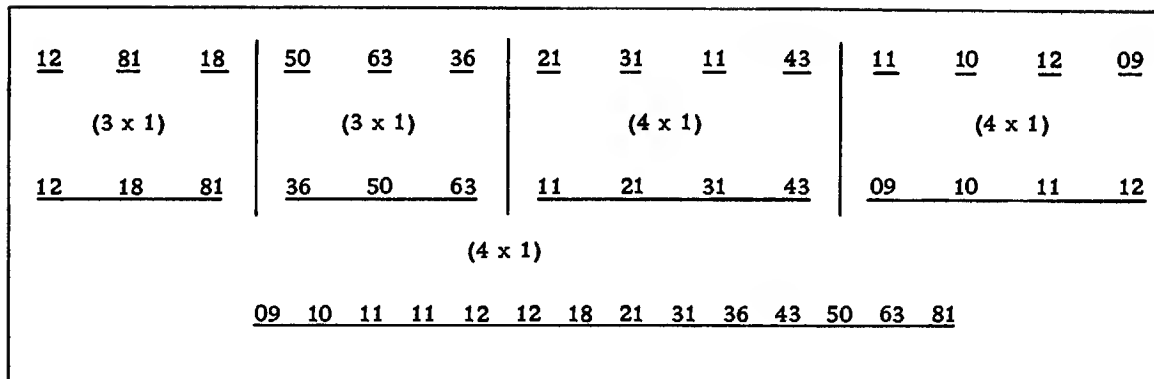 12 81 18 50 63 36 21 31 11 43 11 10 12 09
(3 x 1) (3 x 1) (4 x 1) (4 x 1)
12 18 81 36 50 63 11 21 31 43 09 10 11 12
(4 x 1)
09 10 11 11 12 12 18 21 31 36 43 50 63 81